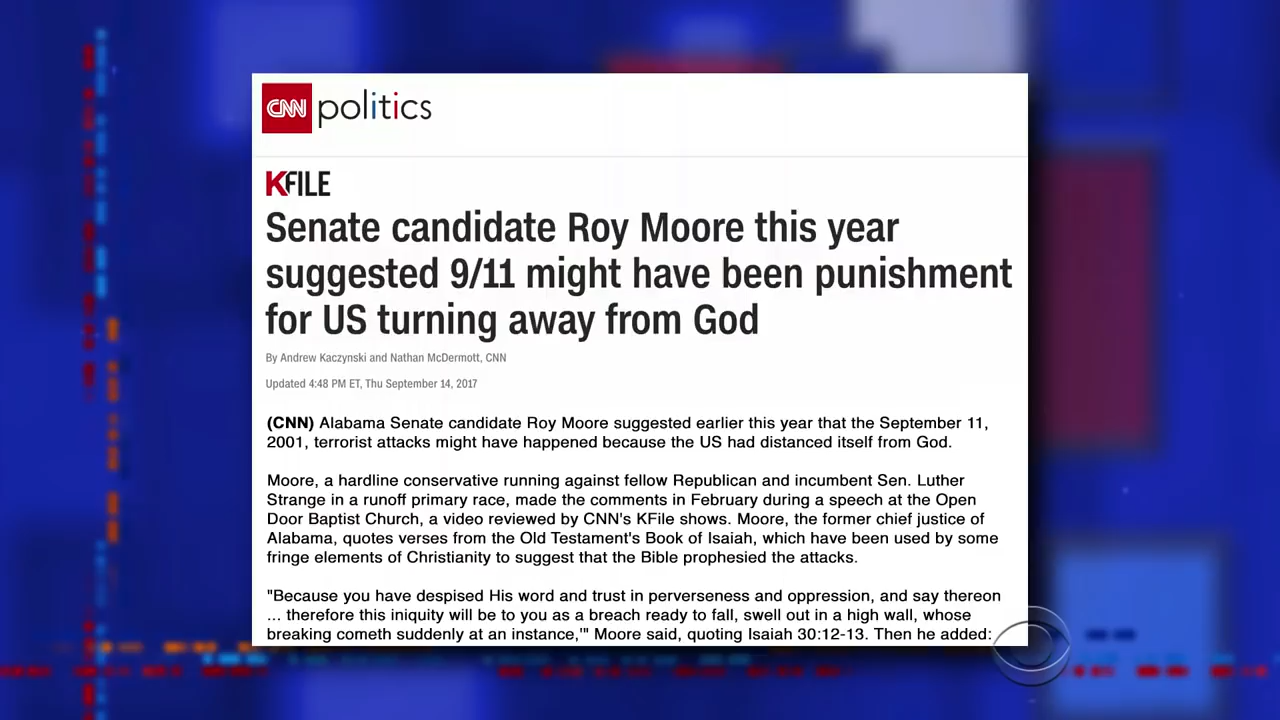 CNN politics
KFILE
Senate candidate Roy Moore this year
suggested 9/11 might have been punishment
for US turning away from God
By Andrew Kaczynski and Nathan McDermott, CNN
Updated 4:48 PM ET, Thu September 14, 2017
(CNN) Alabama Senate candidate Roy Moore suggested earlier this year that the September 11,
2001, terrorist attacks might have happened because the US had distanced itself from God.
Moore, a hardline conservative running against fellow Republican and incumbent Sen. Luther
Strange in a runoff primary race, made the comments in February during a speech at the Open
Door Baptist Church, a video reviewed by CNN's KFile shows. Moore, the former chief justice of
Alabama, quotes verses from the Old Testament's Book of Isaiah, which have been used by some
fringe elements of Christianity to suggest that the Bible prophesied the attacks.
"Because you have despised His word and trust in perverseness and oppression, and say thereon
... therefore this iniquity will be to you as a breach ready to fall, swell out in a high wall, whose
breaking cometh suddenly at an instance,'" Moore said, quoting Isaiah 30:12-13. Then he added: